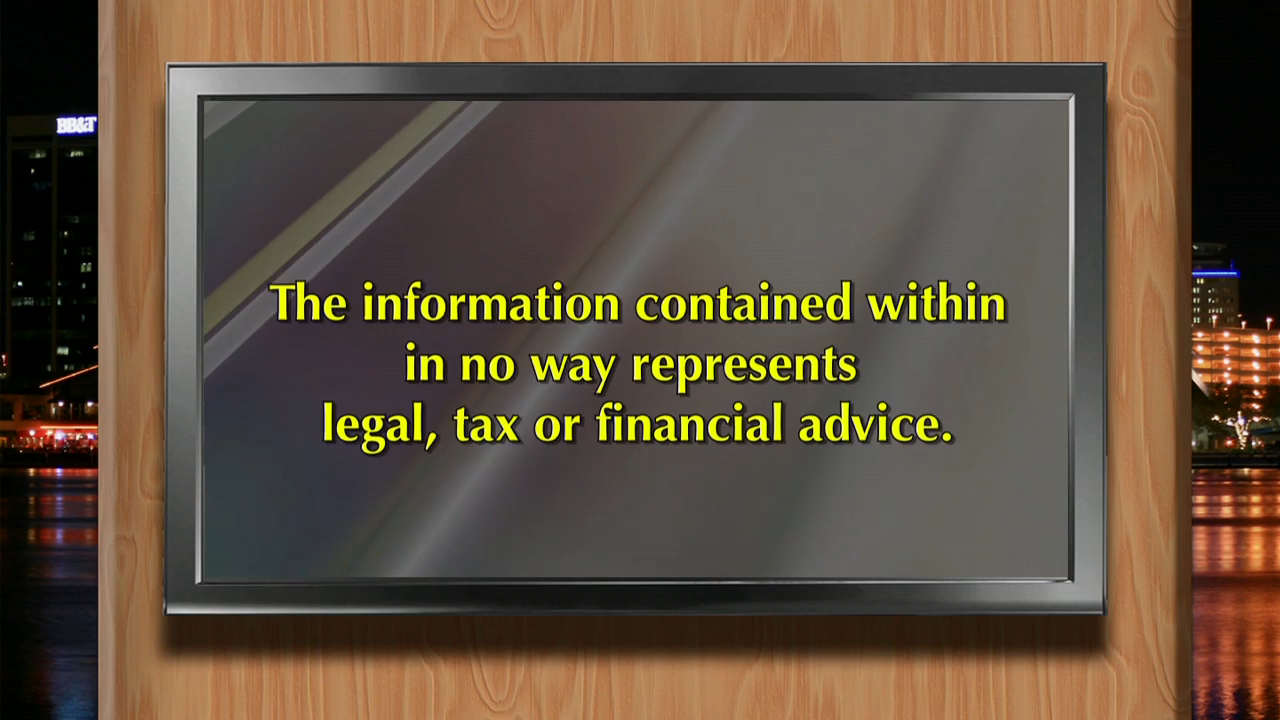 BB&T
The information contained within
in no way represents
legal, tax or financial advice.